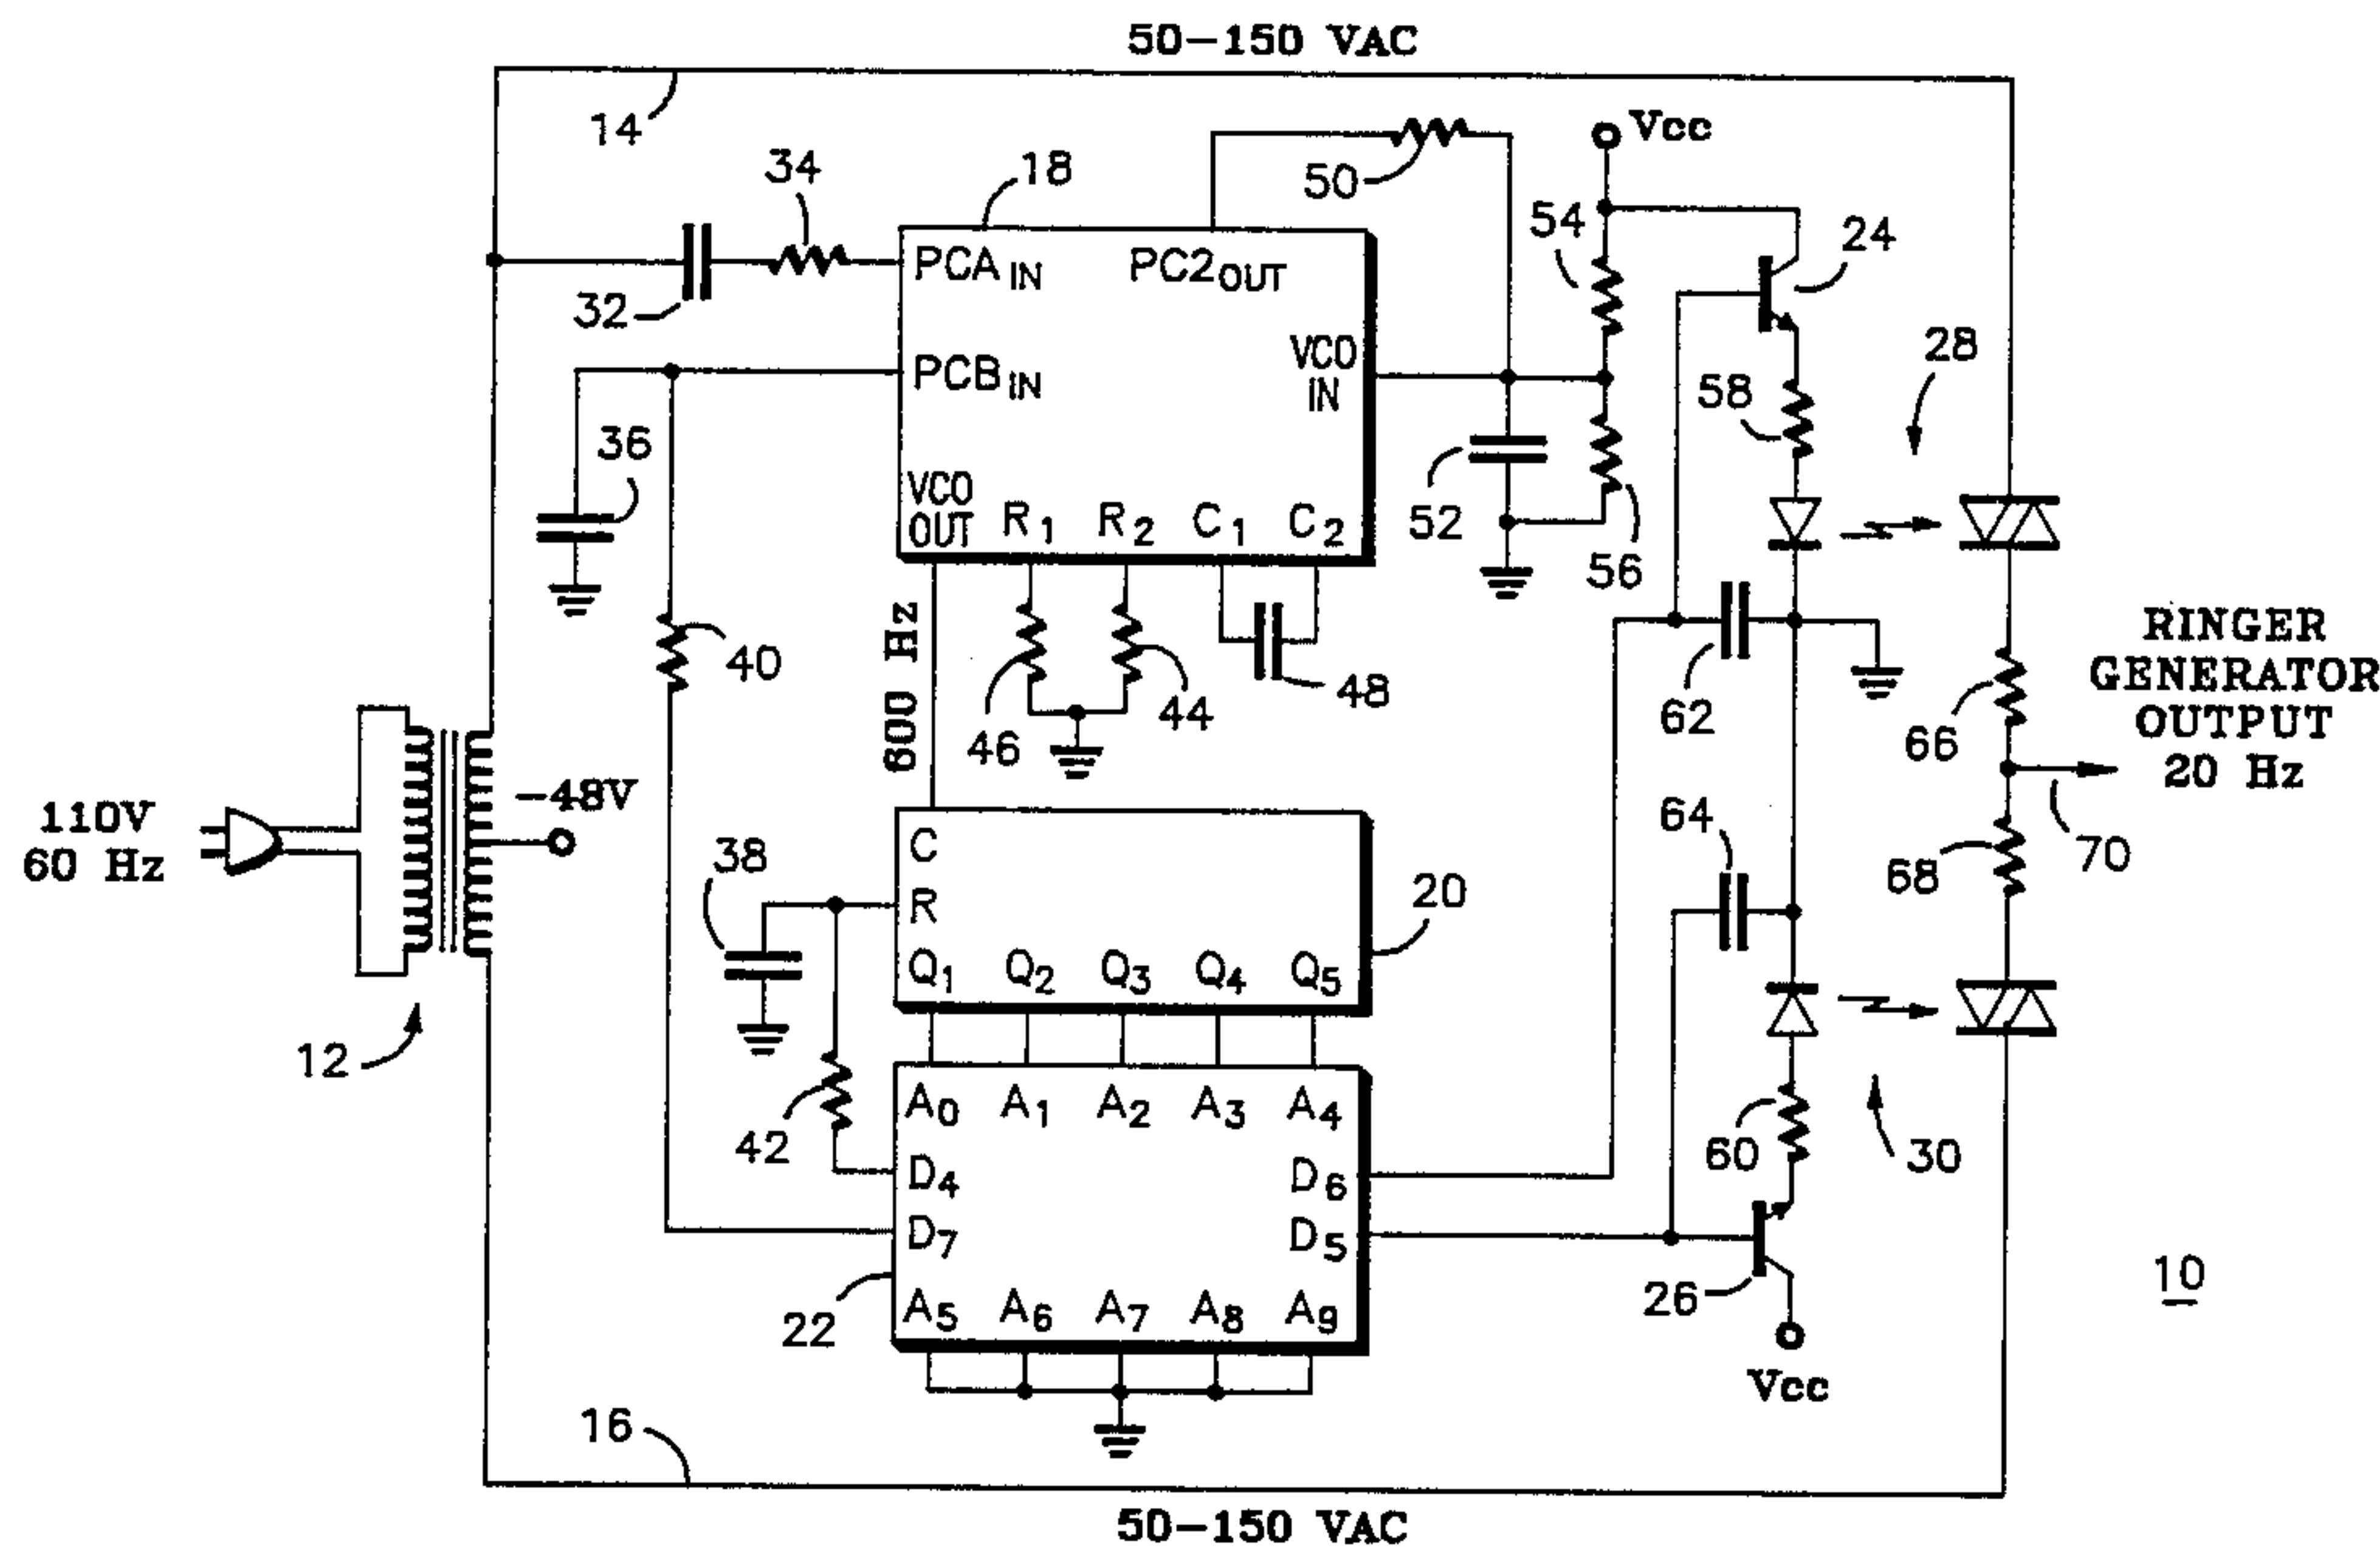 50-150 VAC
14
34
18
50
Vcc
54
24
PCA IN
PC2 OUT
32
28
PCB IN
VCO
IN
58
36
VCO
OUT
R1
R2
C1
C2
52
56
600 Hz
40
46
44
48
62
RINGER
GENERATOR
OUTPUT
20 Hz
66
110V
60 Hz
-48V
64
70
38
C
R
20
68
Q1
Q2
Q3
Q4
Q5
12
A0
A1
A2
A3
A4
42
D4
D6
60
30
D7
D5
22
A5
A6
A7
A8
A9
26
10
Vcc
16
50-150 VAC